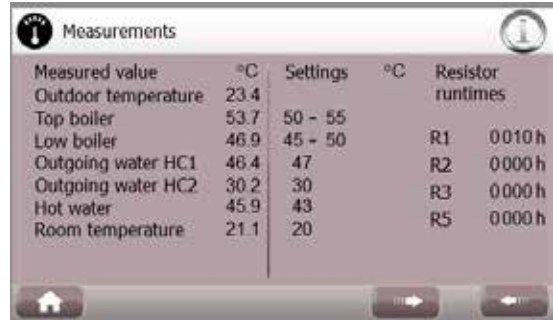 Measurements
Measured value °C Settings °C Resistor runtimes
Outdoor temperature 23.4
Top boiler 53.7 50 - 55
Low boiler 46.9 45 - 50 R1 0010 h
Outgoing water HC1 46.4 47 R2 0000 h
Outgoing water HC2 30.2 30 R3 0000 h
Hot water 45.9 43 R5 0000 h
Room temperature 21.1 20